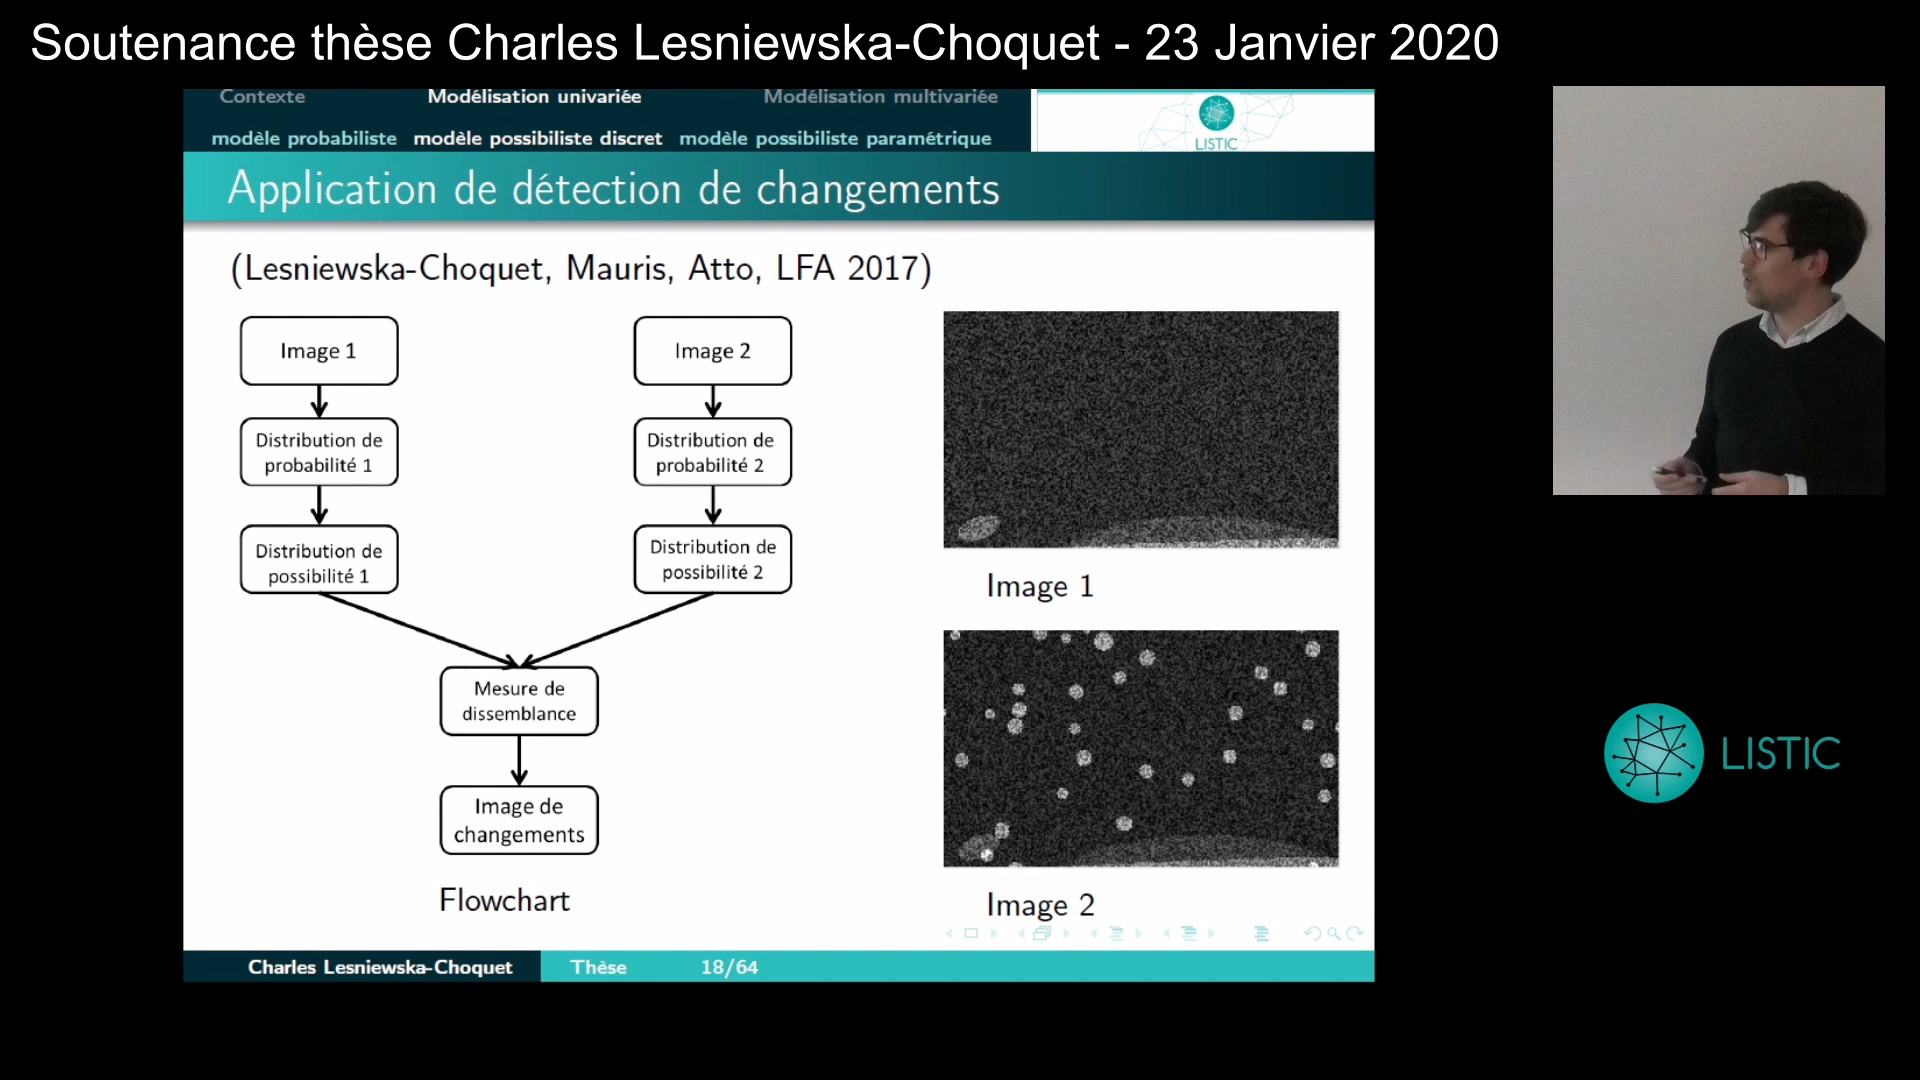 Soutenance thèse Charles Lesniewska-Choquet - 23 Janvier 2020
Contexte Modélisation univariée Modélisation multivariée
modèle probabiliste modèle possibiliste discret modèle possibiliste paramétrique
LISTIC
Application de détection de changements
(Lesniewska-Choquet, Mauris, Atto, LFA 2017)
Image 1
Distribution de
probabilité 1
Distribution de
possibilité 1
Image 2
Distribution de
probabilité 2
Distribution de
possibilité 2
Mesure de
dissemblance
Image de
changements
Flowchart
Image 1
Image 2
Charles Lesniewska-Choquet Thèse 18/64
LISTIC